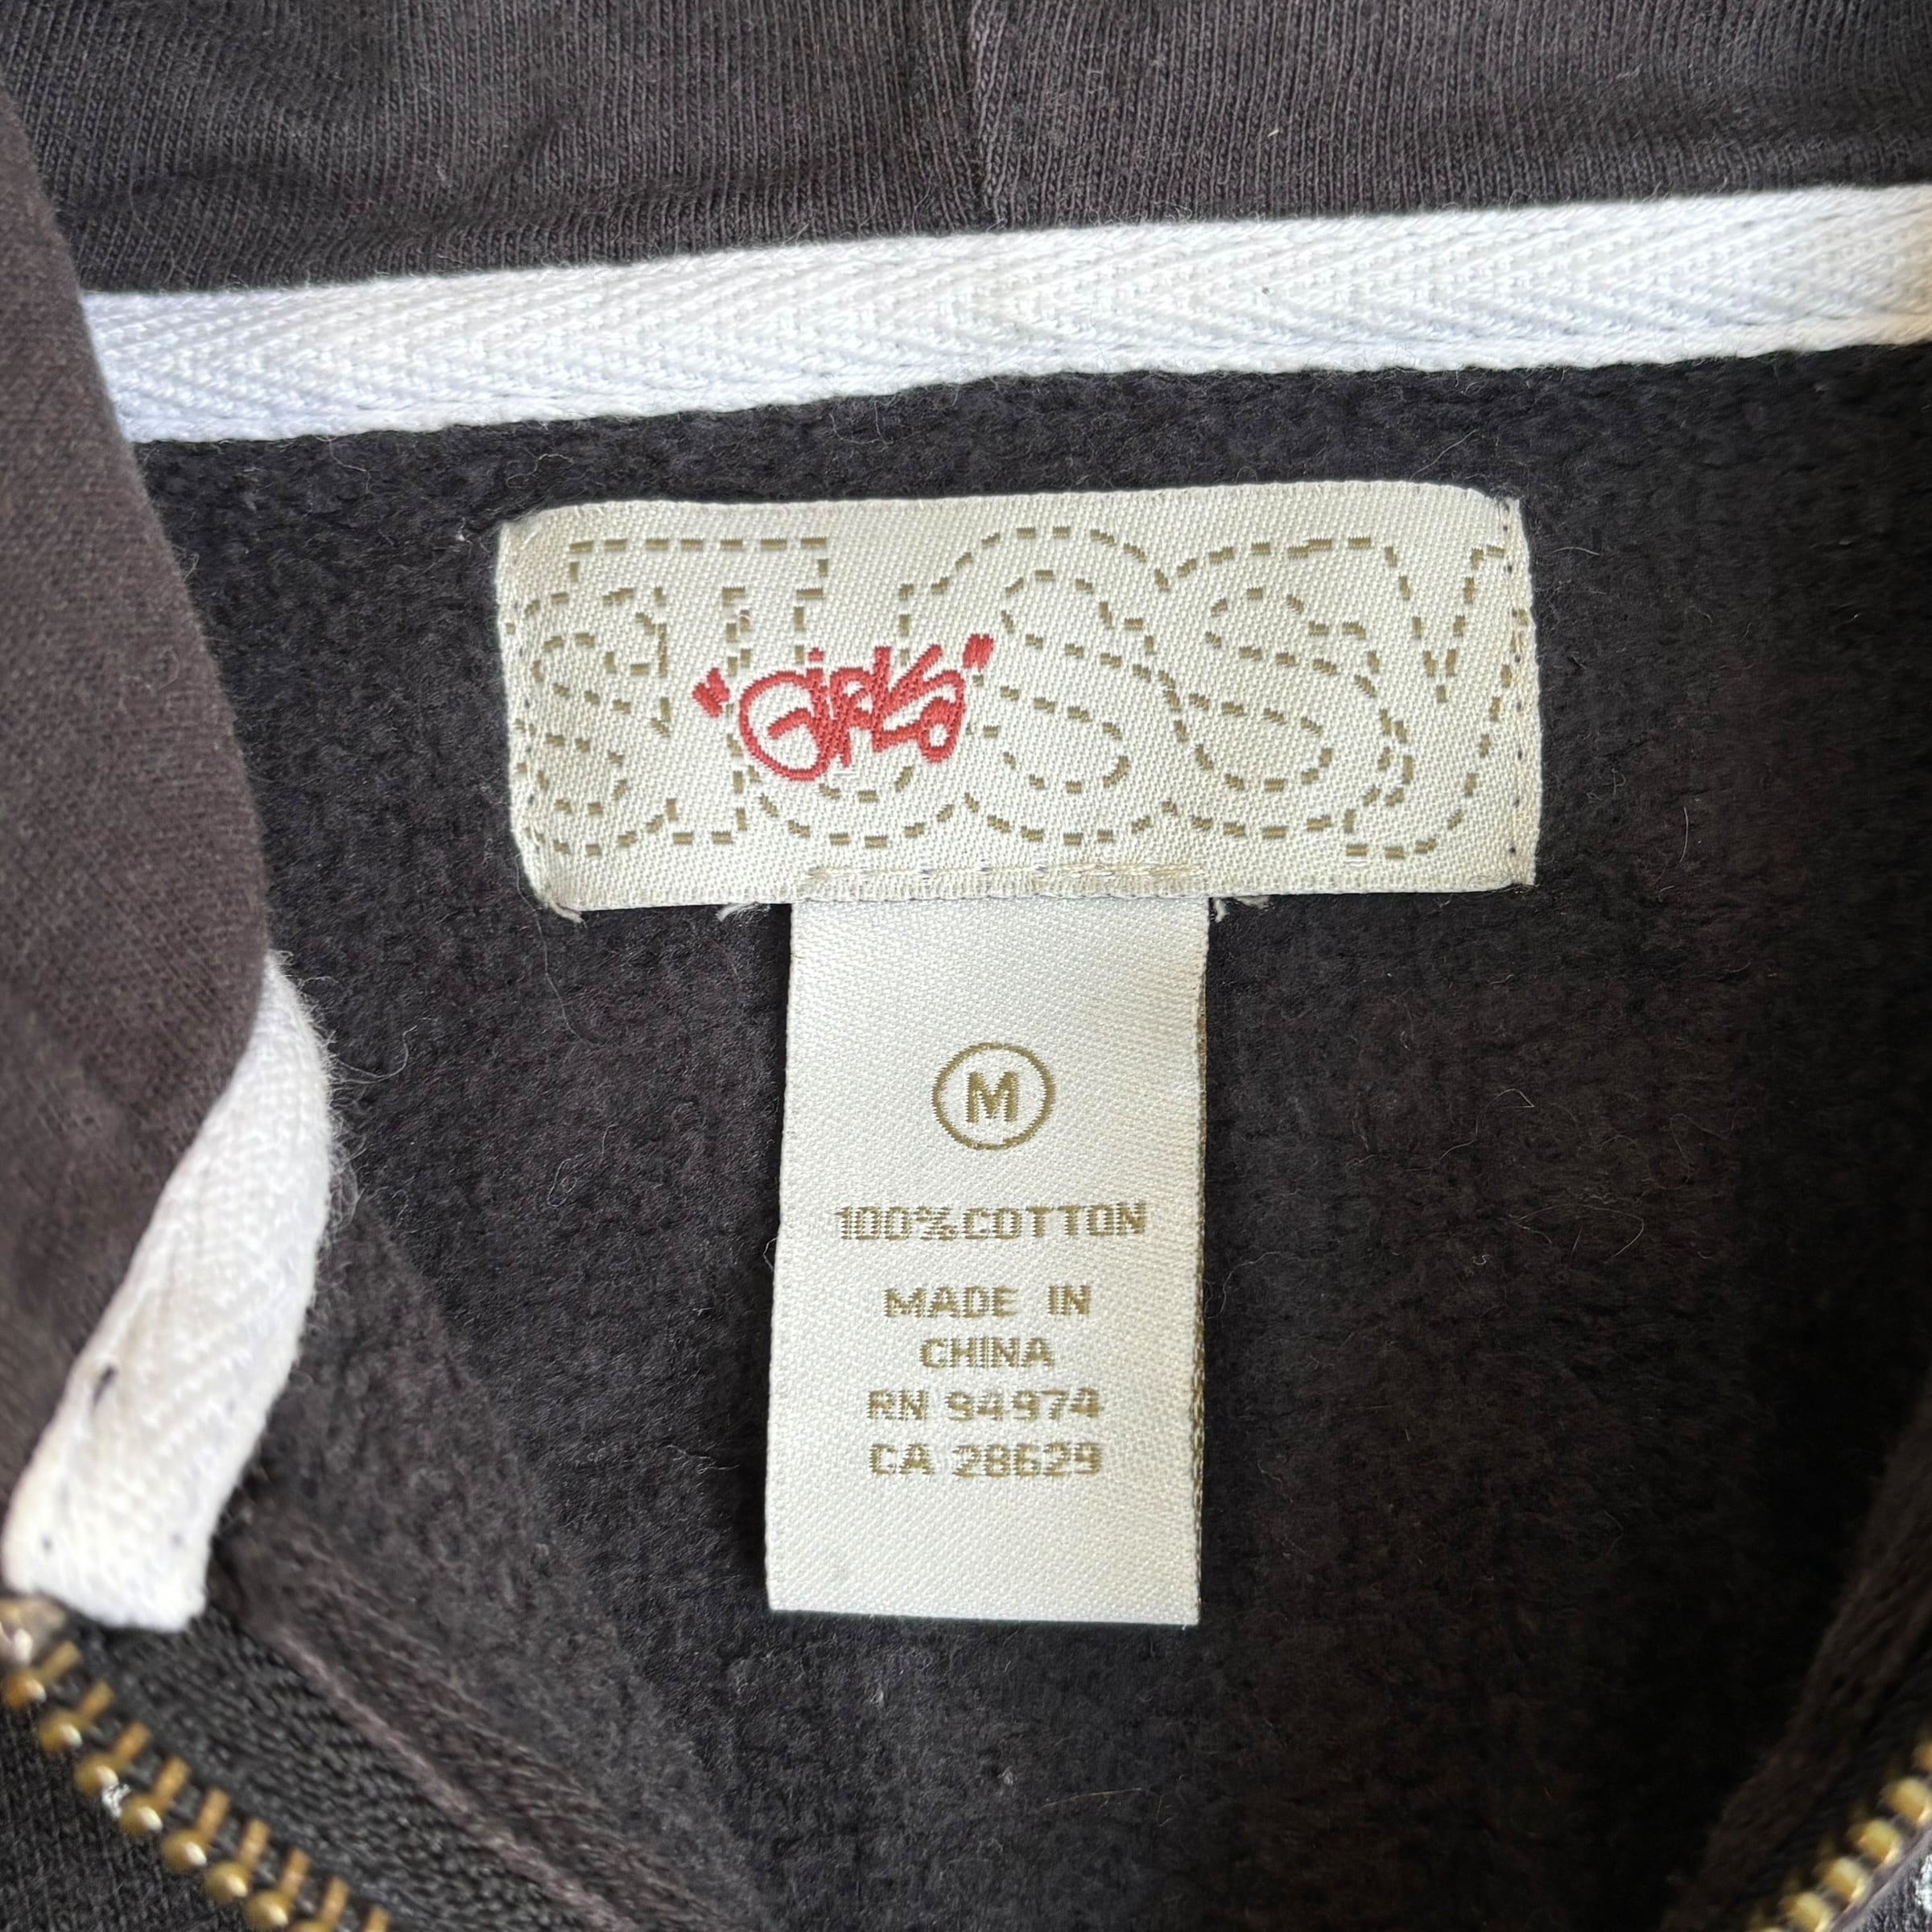 STUSSY
"Girls"
M
100%COTTON
MADE IN
CHINA
RN 94974
CA 28629